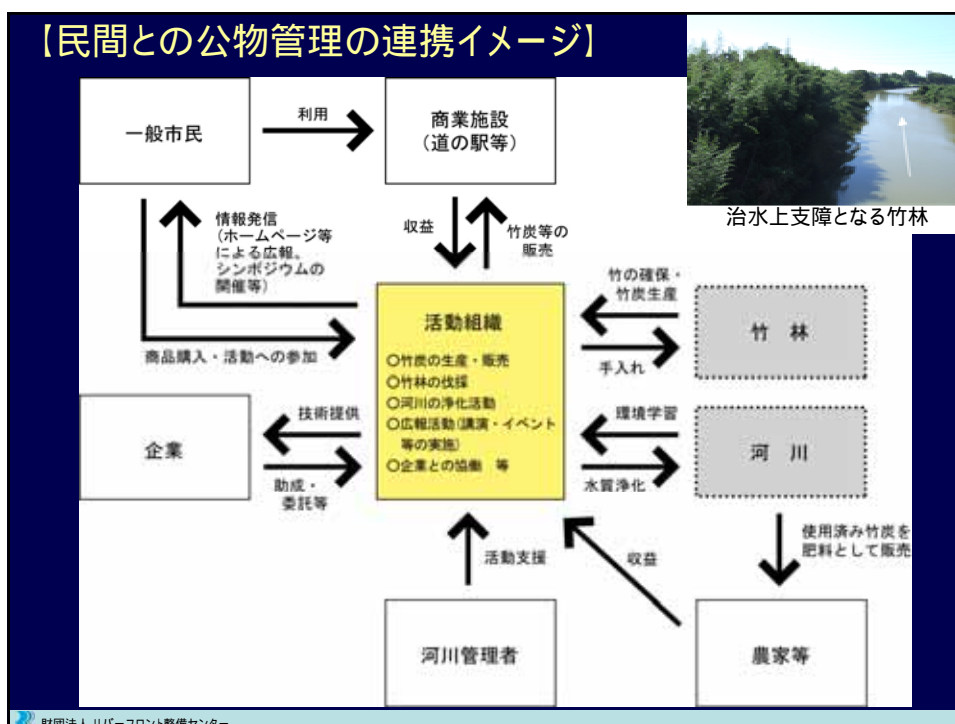 【民間との公物管理の連携イメージ】
一般市民
利用
商業施設
(道の駅等)
治水上支障となる竹林
情報発信
(ホームページ等
による広報、
シンポジウムの
開催等)
収益
竹炭等の
販売
商品購入・活動への参加
活動組織
○竹炭の生産・販売
○竹林の伐採
○河川の浄化活動
○広報活動(講演・イベント
等の実施)
○企業との協働 等
竹の確保・
竹炭生産
手入れ
竹 林
企業
技術提供
助成・
委託等
環境学習
水質浄化
河 川
使用済み竹炭を
肥料として販売
活動支援
収益
河川管理者
農家等
財団法人 リバーフロント整備センター